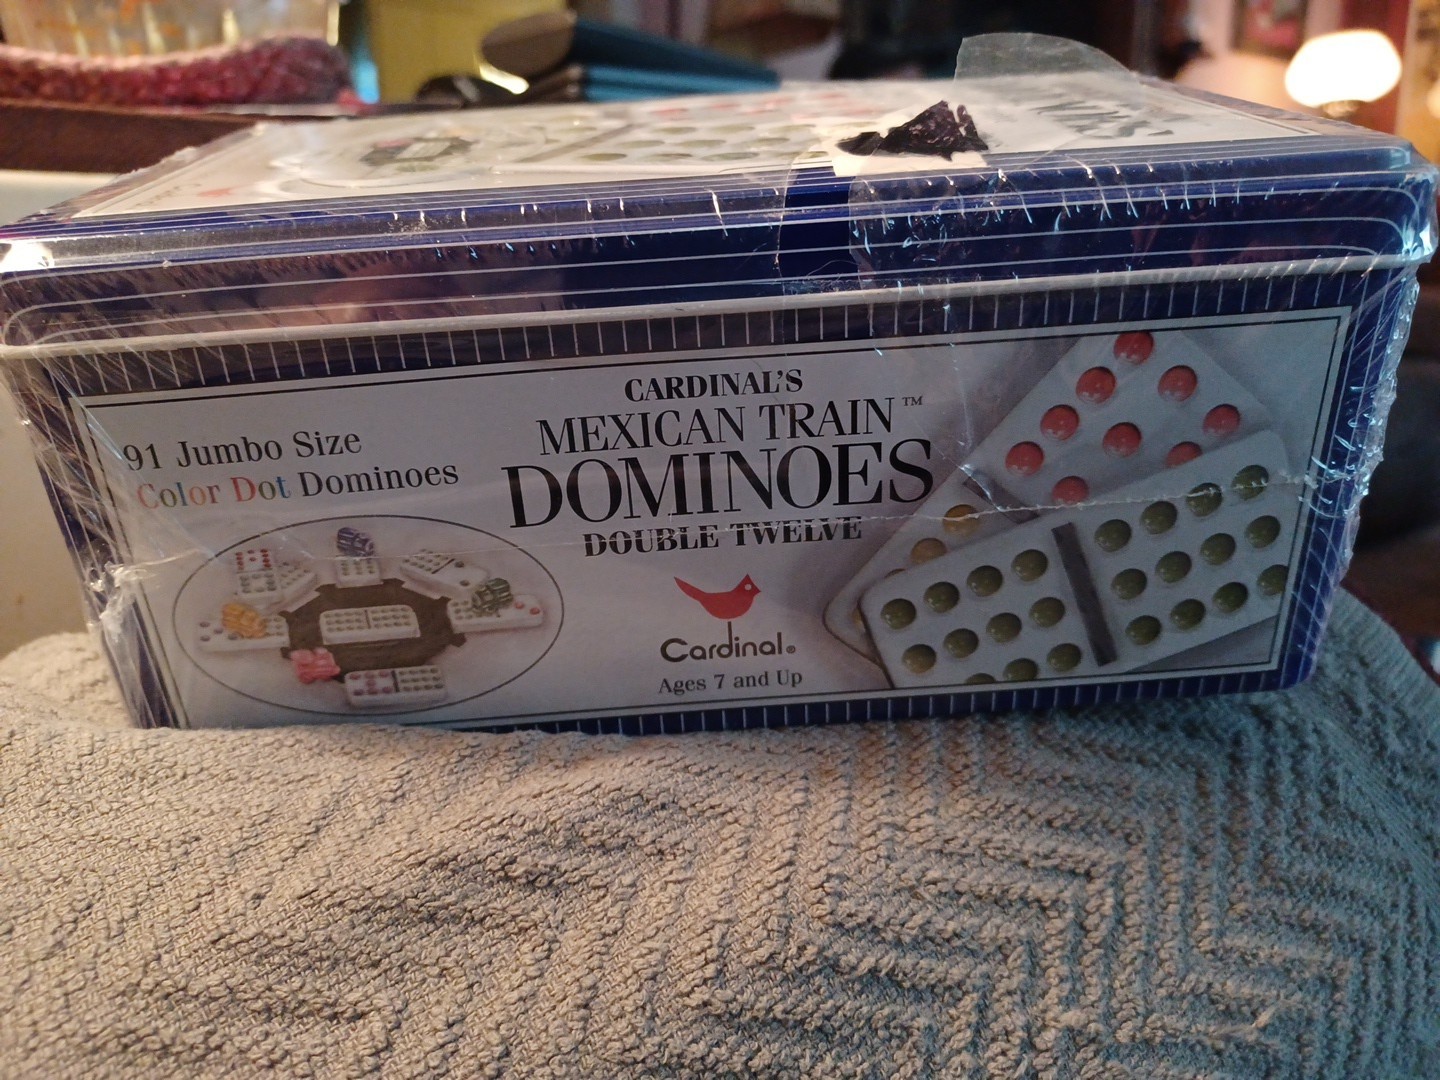 91 Jumbo Size
Color Dot Dominoes
CARDINAL'S
MEXICAN TRAIN™
DOMINOES
DOUBLE TWELVE
Cardinal®
Ages 7 and Up